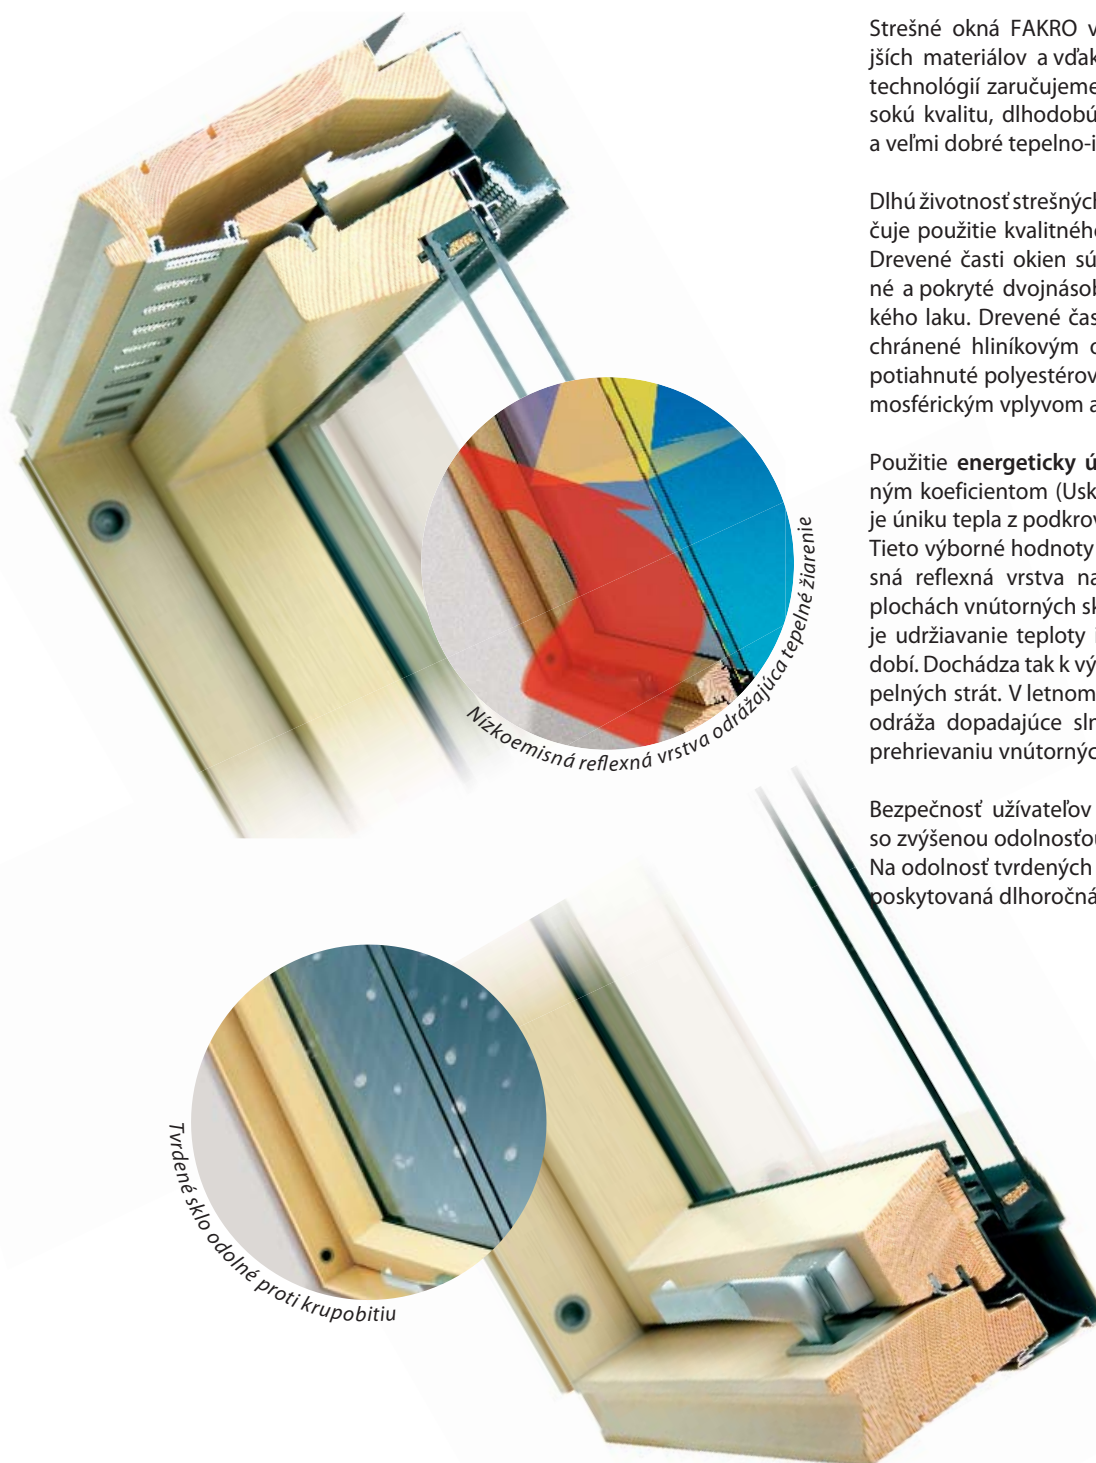 Strešné okná FAKRO v
jších materiálov a vďak
technológií zaručujeme
sokú kvalitu, dlhodobú
a veľmi dobré tepelno-i
Dlhú životnosť strešných
čuje použitie kvalitného
Drevené časti okien sú
né a pokryté dvojnásob
kého laku. Drevené čas
chránené hliníkovým o
potiahnuté polyestérov
mosférickým vplyvom a
Použitie energeticky ú
ným koeficientom (Usk
je úniku tepla z podkrov
Tieto výborné hodnoty
sná reflexná vrstva na
plochách vnútorných sk
je udržiavanie teploty i
dobí. Dochádza tak k vý
pelných strát. V letnom
odráža dopadajúce sln
prehrievaniu vnútorných
Bezpečnosť užívateľov
so zvýšenou odolnosťou
Na odolnosť tvrdených
poskytovaná dlhoročná
Nízkoemisná reflexná vrstva odrážajúca tepelné žiarenie
Tvrdené sklo odolné proti krupobitiu